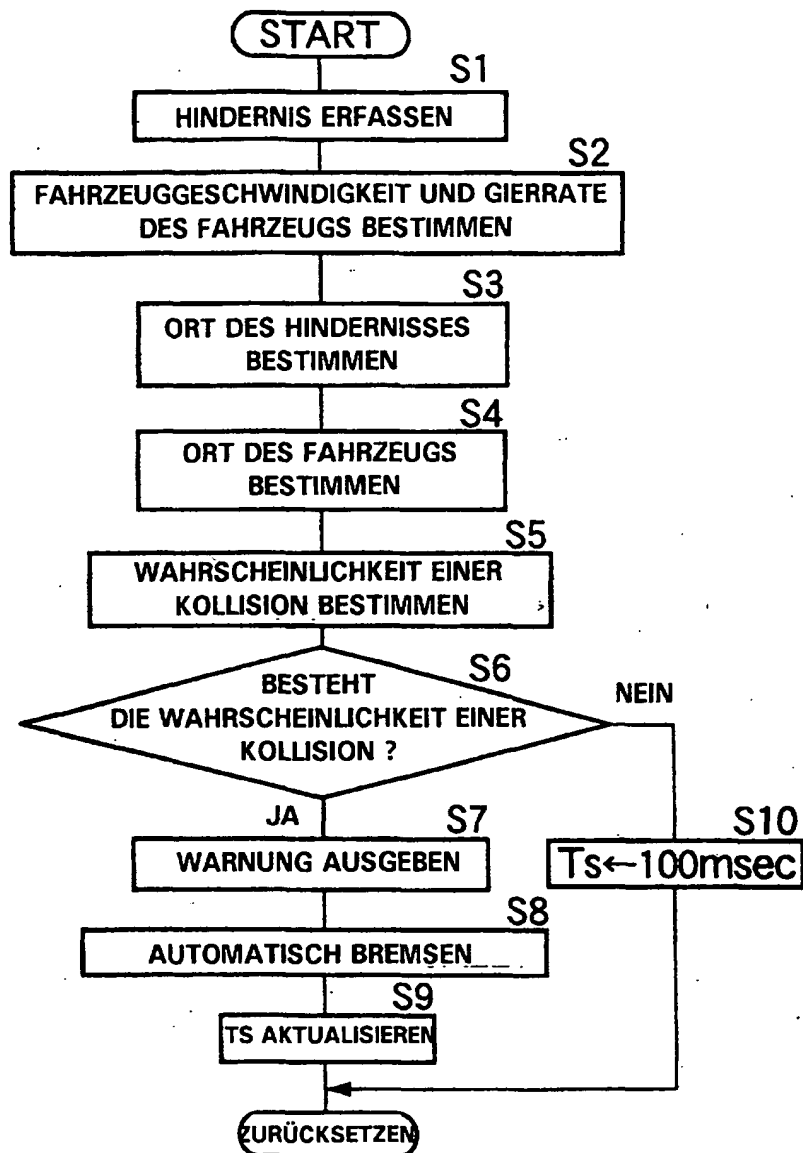 START
S1
HINDERNIS ERFASSEN
S2
FAHRZEUGGESCHWINDIGKEIT UND GIERRATE
DES FAHRZEUGS BESTIMMEN
S3
ORT DES HINDERNISSES
BESTIMMEN
S4
ORT DES FAHRZEUGS
BESTIMMEN
S5
WAHRSCHEINLICHKEIT EINER
KOLLISION BESTIMMEN
S6
BESTEHT
DIE WAHRSCHEINLICHKEIT EINER
KOLLISION ?
NEIN
JA
S7
WARNUNG AUSGEBEN
S10
Ts←100msec
S8
AUTOMATISCH BREMSEN
S9
TS AKTUALISIEREN
ZURÜCKSETZEN